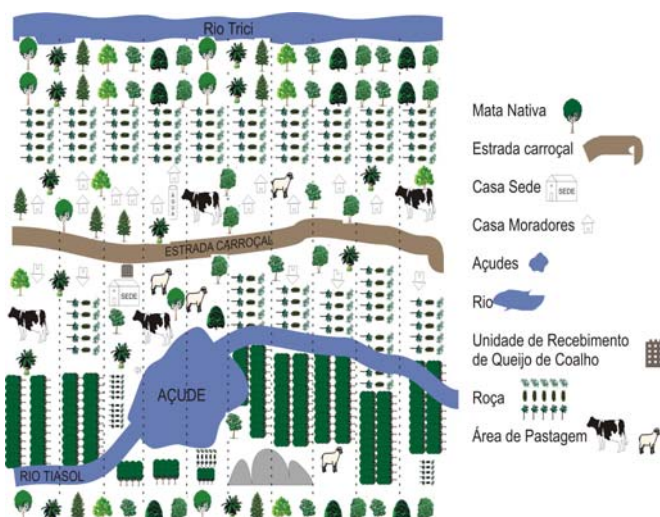 Rio Trici
ÁGUA
ESTRADA CARROÇAL
SEDE
AÇUDE
RIO TIASOL
Mata Nativa
Estrada carroçal
Casa Sede
SEDE
Casa Moradores
Açudes
Rio
Unidade de Recebimento
de Queijo de Coalho
Roça
Área de Pastagem